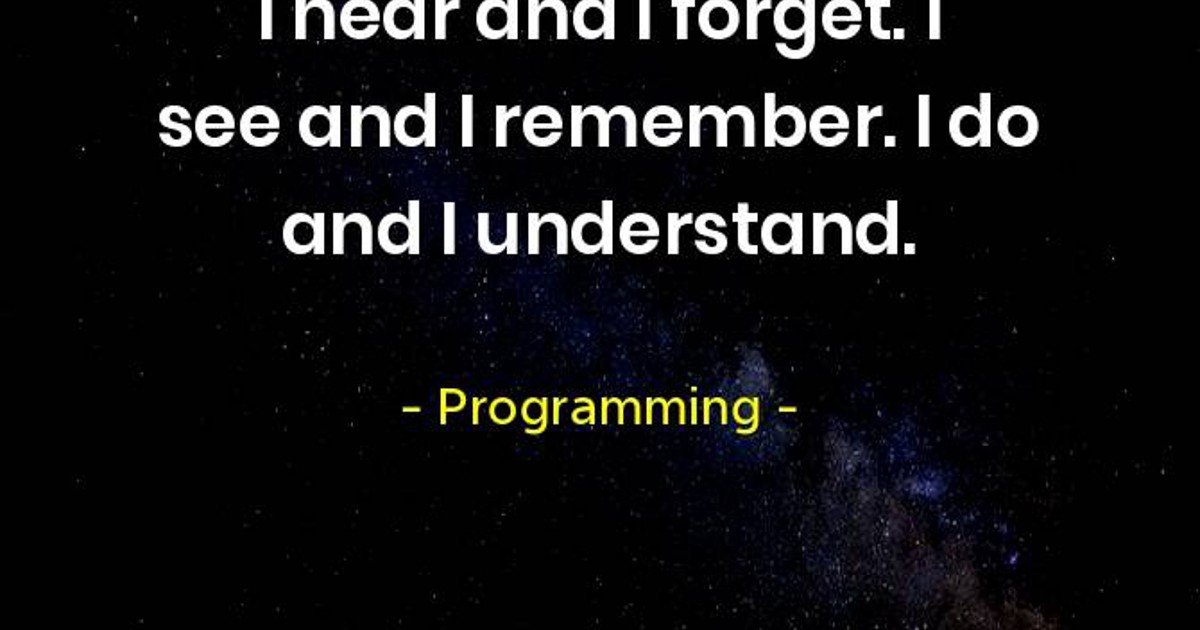 I hear and I forget. I
see and I remember. I do
and I understand.
- Programming -